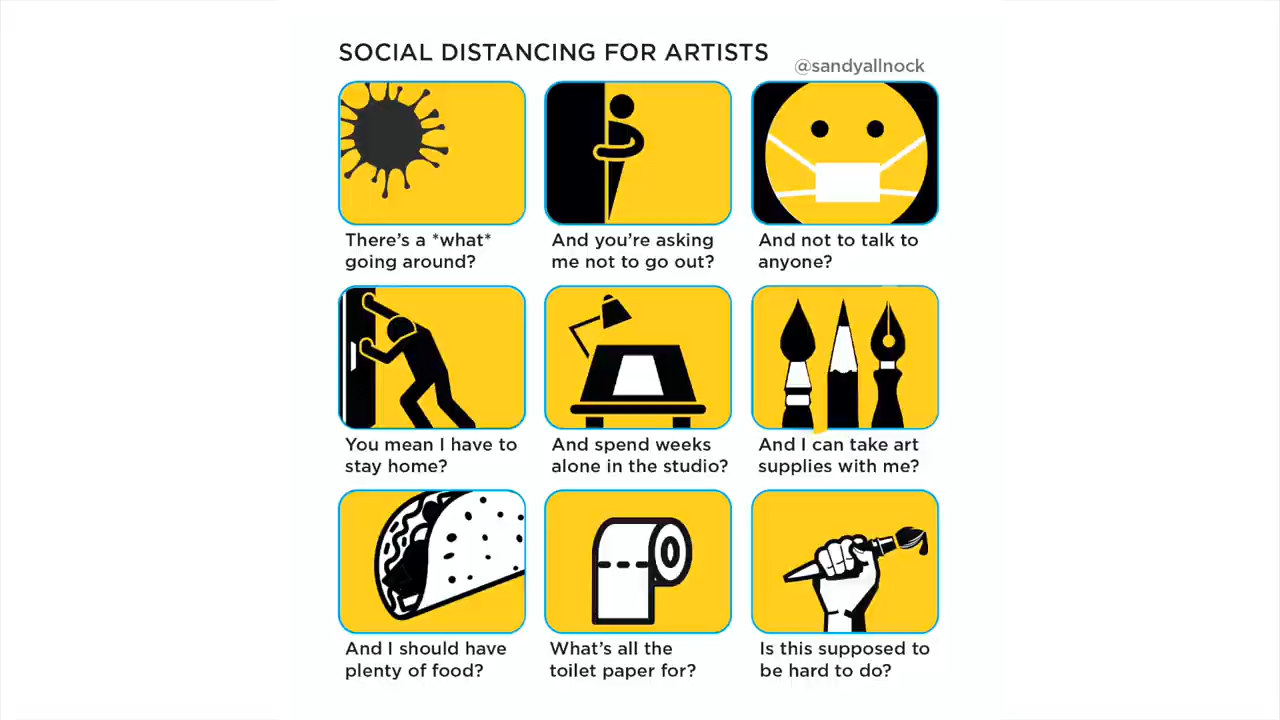 SOCIAL DISTANCING FOR ARTISTS
@sandyallnock
There's a *what*
going around?
And you're asking
me not to go out?
And not to talk to
anyone?
You mean I have to
stay home?
And spend weeks
alone in the studio?
And I can take art
supplies with me?
And I should have
plenty of food?
What's all the
toilet paper for?
Is this supposed to
be hard to do?